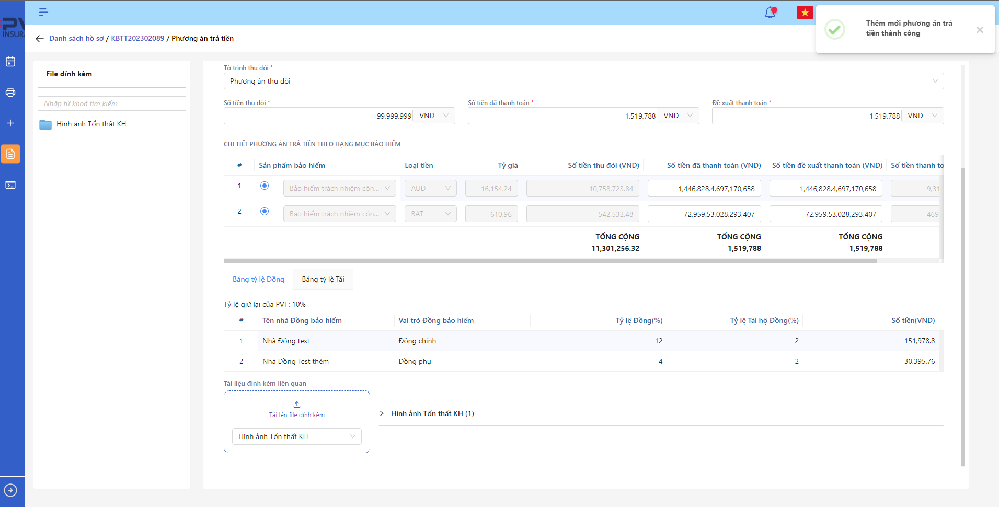 PV
INSURA
Thêm mới phương án trả
tiền thành công
Danh sách hồ sơ / KBTT202302089 / Phương án trả tiền
File đính kèm
Nhập từ khoá tìm kiếm
Hình ảnh Tổn thất KH
Tờ trình thu đòi *
Phương án thu đòi
Số tiền thu đòi * Số tiền đã thanh toán * Đề xuất thanh toán *
99,999,999 VND 1,519,788 VND 1,519,788 VND
CHI TIẾT PHƯƠNG ÁN TRẢ TIỀN THEO HẠNG MỤC BẢO HIỂM
# Sản phẩm bảo hiểm Loại tiền Tỷ giá Số tiền thu đòi (VND) Số tiền đã thanh toán (VND) Số tiền đề xuất thanh toán (VND) Số tiền thanh to
1 Bảo hiểm trách nhiệm côn... AUD 16,154.24 10,758,723.84 1,446,828.4,697,170,658 1,446,828.4,697,170,658 9,31
2 Bảo hiểm trách nhiệm côn... BAT 610.96 542,532.48 72,959.53,028,293,407 72,959.53,028,293,407 469,
TỔNG CỘNG TỔNG CỘNG TỔNG CỘNG
11,301,256.32 1,519,788 1,519,788
Bảng tỷ lệ Đồng Bảng tỷ lệ Tái
Tỷ lệ giữ lại của PVI : 10%
# Tên nhà Đồng bảo hiểm Vai trò Đồng bảo hiểm Tỷ lệ Đồng(%) Tỷ lệ Tái hộ Đồng(%) Số tiền(VND)
1 Nhà Đồng test Đồng chính 12 2 151,978.8
2 Nhà Đồng Test thêm Đồng phụ 4 2 30,395.76
Tài liệu đính kèm liên quan
Tải lên file đính kèm
Hình ảnh Tổn thất KH
Hình ảnh Tổn thất KH (1)